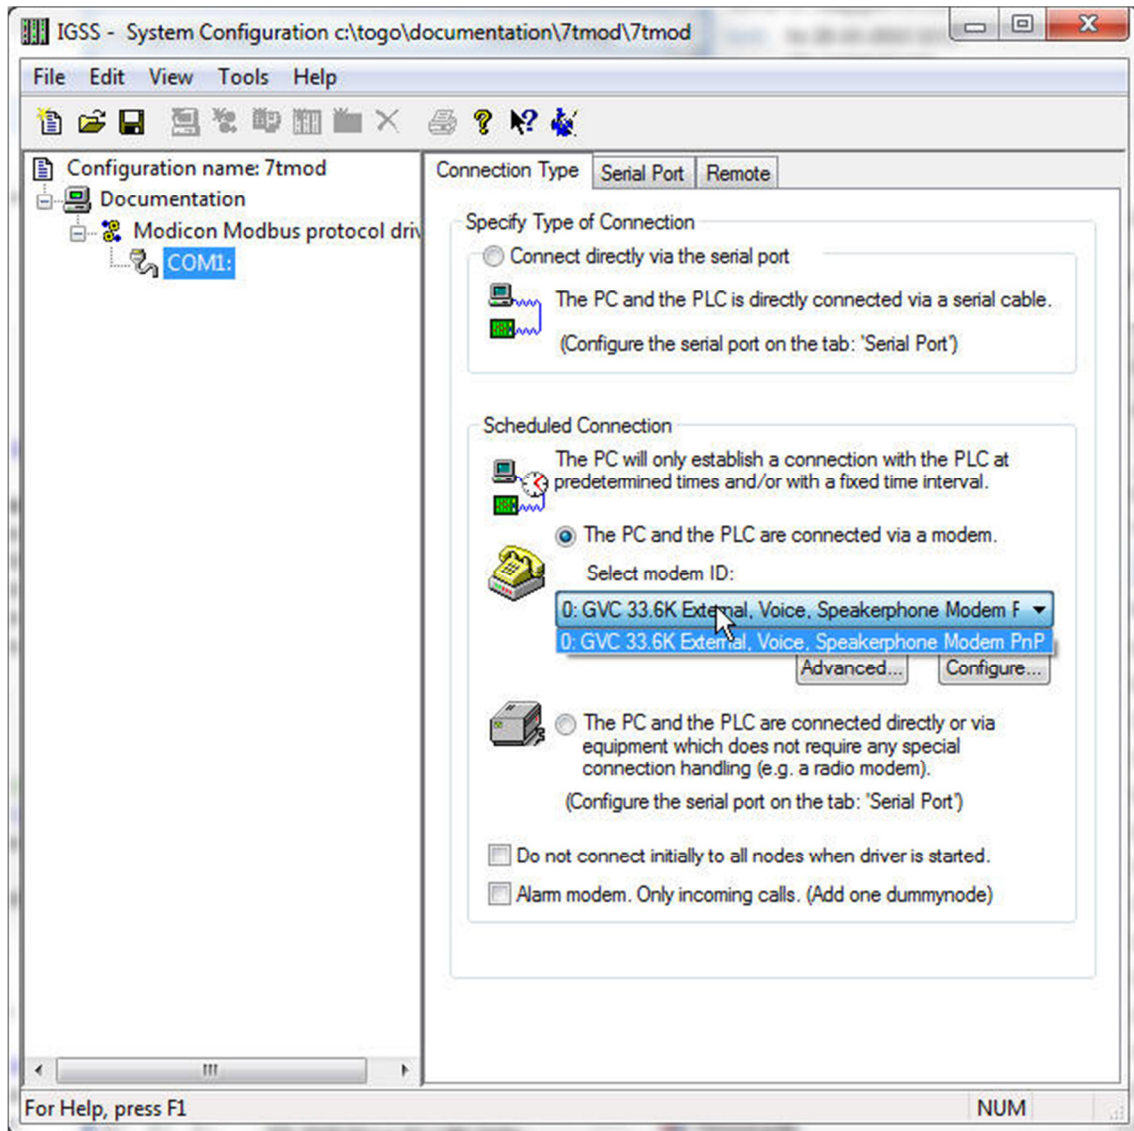 IGSS - System Configuration c:\togo\documentation\7tmod\7tmod
File Edit View Tools Help
Configuration name: 7tmod
Documentation
Modicon Modbus protocol driv
COM1:
Connection Type Serial Port Remote
Specify Type of Connection
Connect directly via the serial port
The PC and the PLC is directly connected via a serial cable.
(Configure the serial port on the tab: "Serial Port")
Scheduled Connection
The PC will only establish a connection with the PLC at
predetermined times and/or with a fixed time interval.
The PC and the PLC are connected via a modem.
Select modem ID:
0: GVC 33.6K External, Voice, Speakerphone Modem F
0: GVC 33.6K External, Voice, Speakerphone Modem PnP
Advanced... Configure...
The PC and the PLC are connected directly or via
equipment which does not require any special
connection handling (e.g. a radio modem).
(Configure the serial port on the tab: "Serial Port")
Do not connect initially to all nodes when driver is started.
Alarm modem. Only incoming calls. (Add one dummynode)
For Help, press F1
NUM